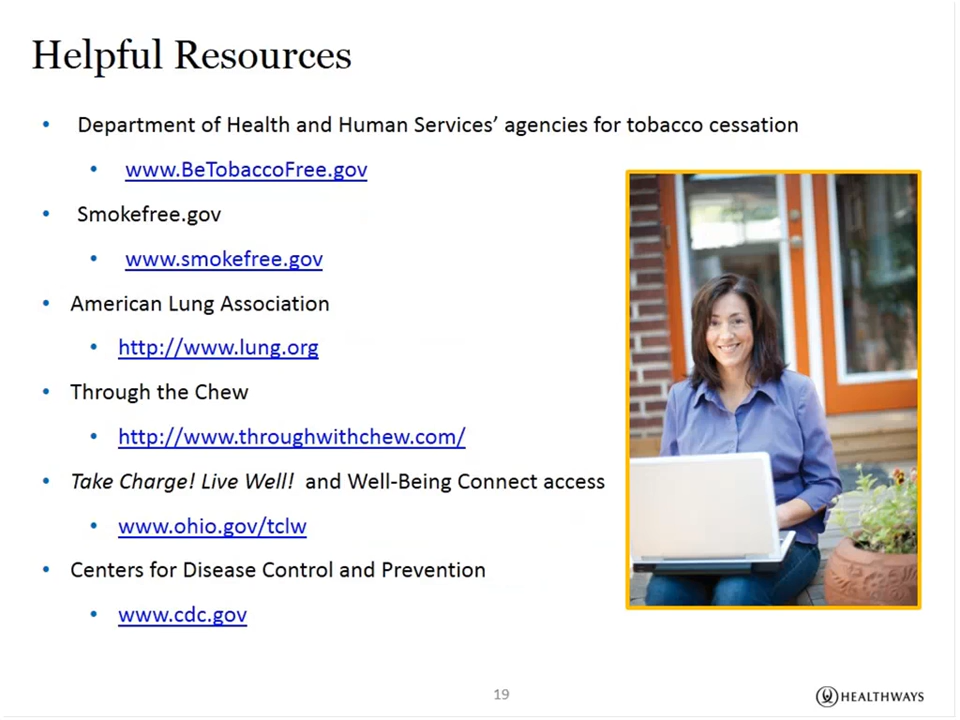 Helpful Resources
• Department of Health and Human Services’ agencies for tobacco cessation
• www.BeTobaccoFree.gov
• Smokefree.gov
• www.smokefree.gov
• American Lung Association
• http://www.lung.org
• Through the Chew
• http://www.throughwithchew.com/
• Take Charge! Live Well! and Well-Being Connect access
• www.ohio.gov/tclw
• Centers for Disease Control and Prevention
• www.cdc.gov
19
HEALTHWAYS